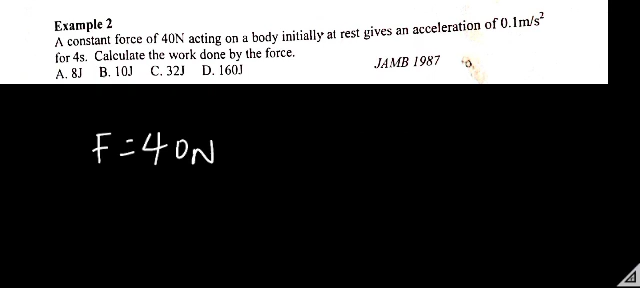 Example 2
A constant force of 40N acting on a body initially at rest gives an acceleration of 0.1m/s²
for 4s. Calculate the work done by the force.
A. 8J B. 10J C. 32J D. 160J JAMB 1987
F=40N